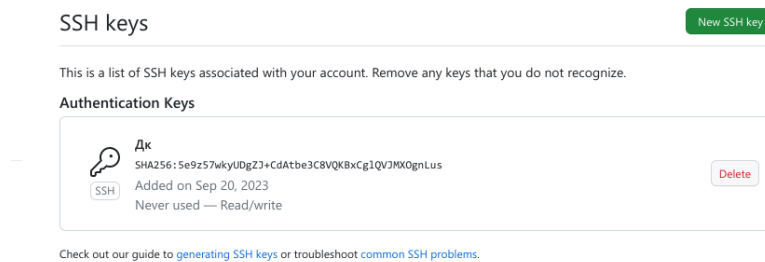 SSH keys
New SSH key
This is a list of SSH keys associated with your account. Remove any keys that you do not recognize.
Authentication Keys
Дк
SHA256:5e9z57wkyUDgZJ+CdAtbe3C8VQKBxCglQVJMXOgnLus
SSH
Added on Sep 20, 2023
Never used — Read/write
Delete
Check out our guide to generating SSH keys or troubleshoot common SSH problems.